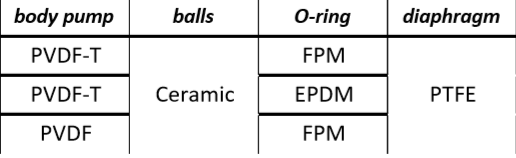 body pump balls O-ring diaphragm
PVDF-T FPM
PVDF-T Ceramic EPDM PTFE
PVDF FPM